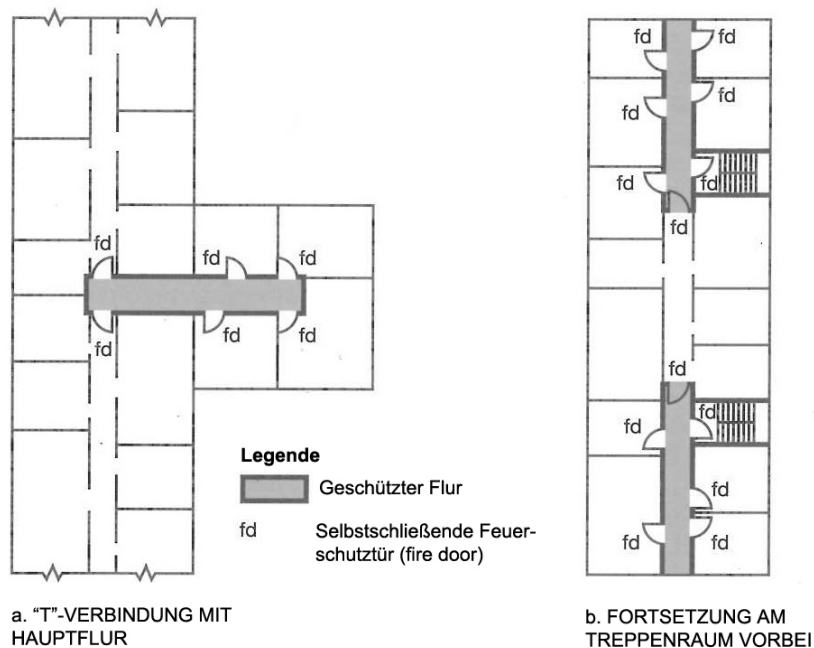 fd
fd fd
fd fd
fd
Legende
Geschützter Flur
fd Selbstschließende Feuer-
schutztür (fire door)
a. “T”-VERBINDUNG MIT
HAUPTFLUR
fd fd
fd
fd
fd fd
fd
fd
fd
fd
fd
fd fd
b. FORTSETZUNG AM
TREPPENRAUM VORBEI